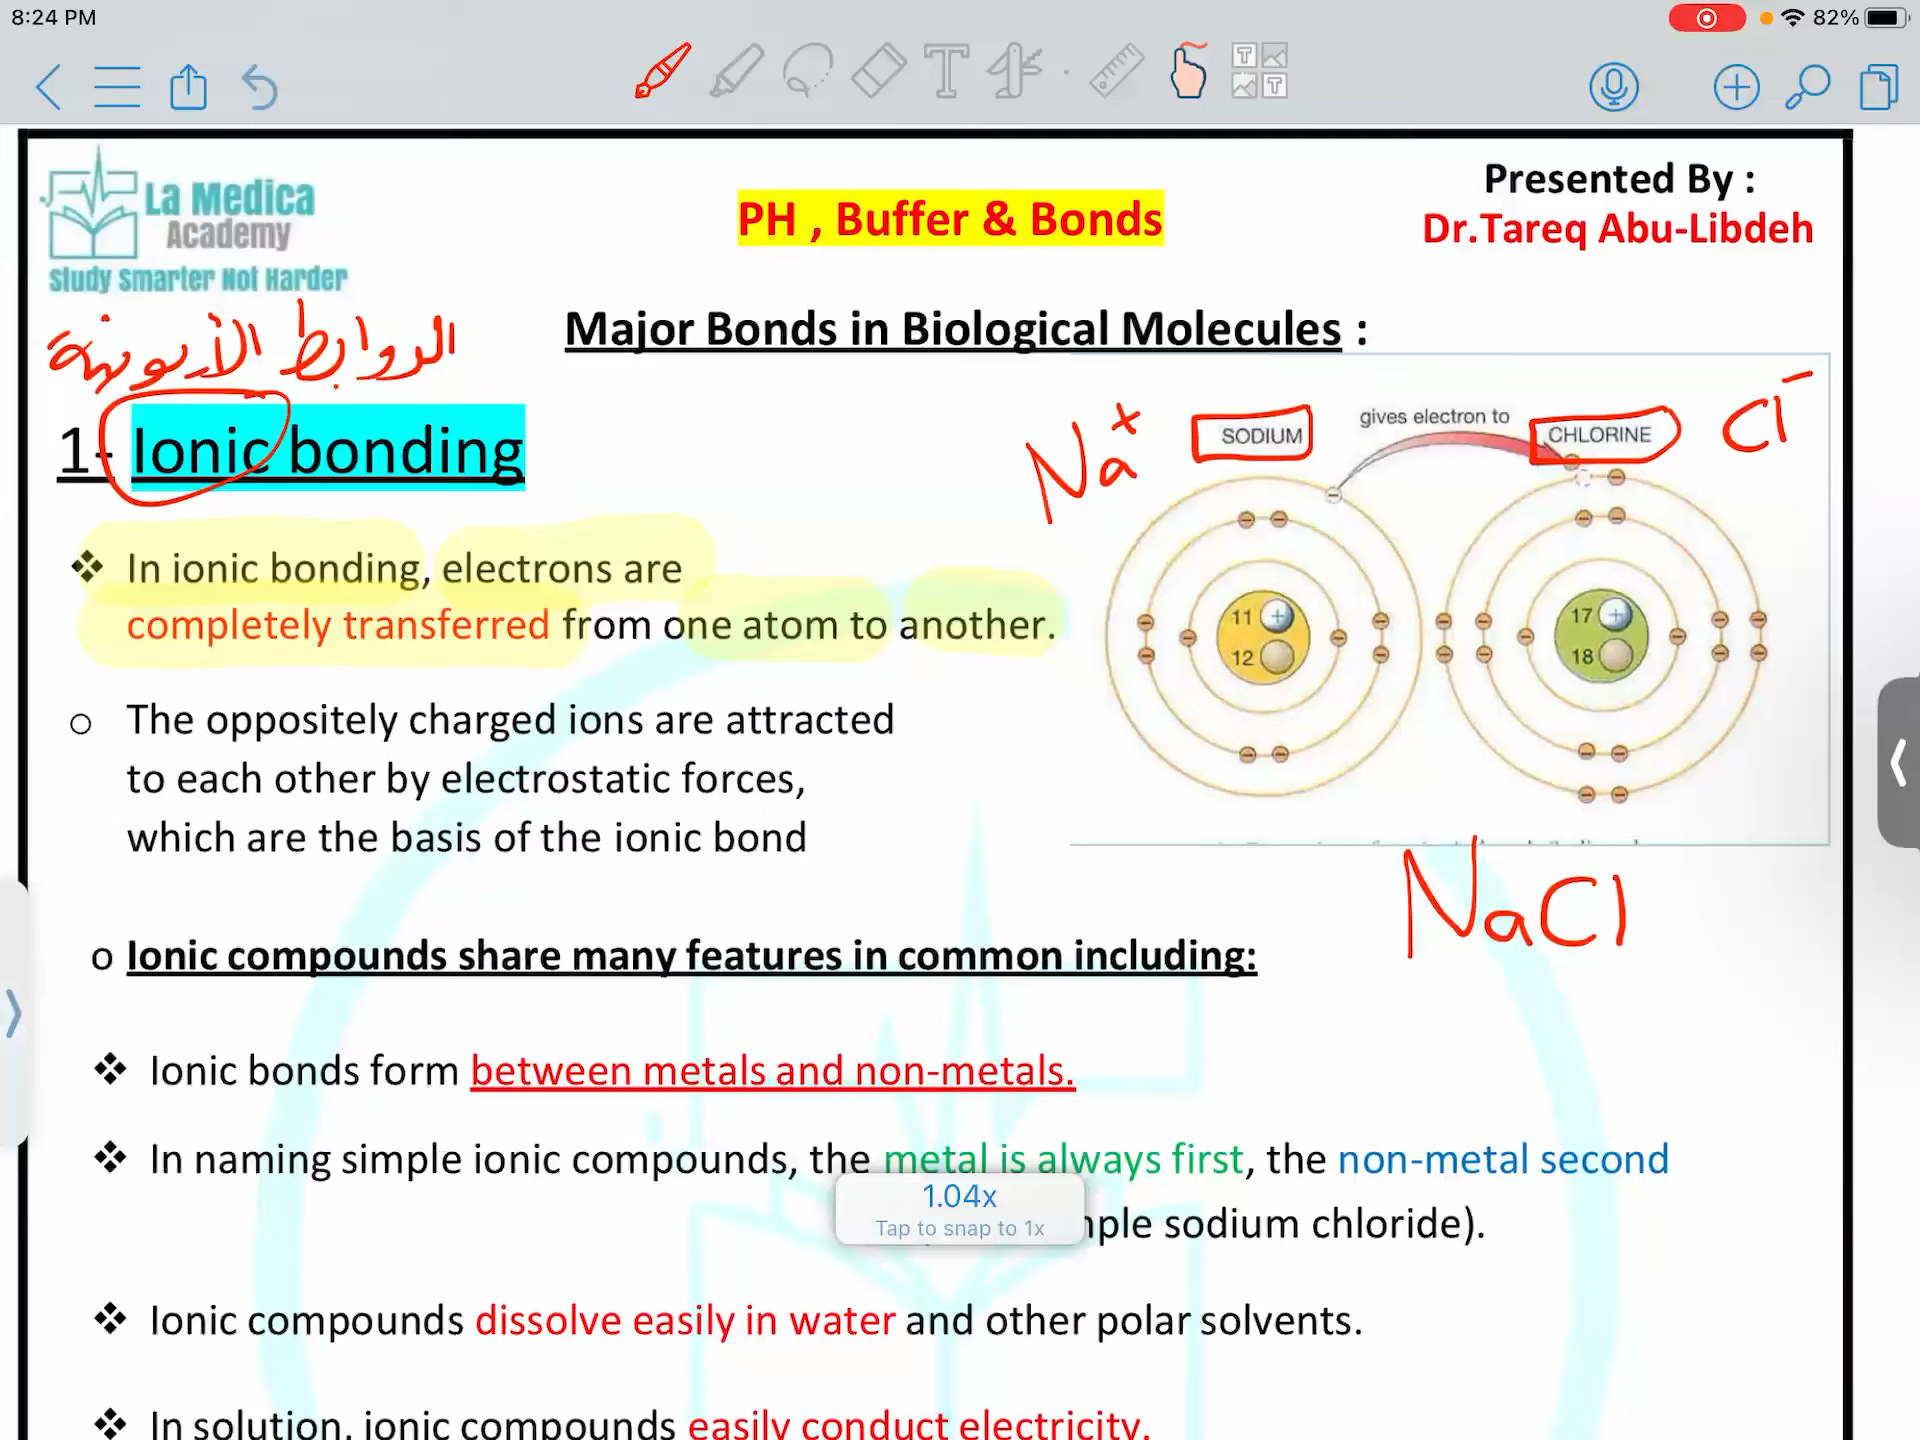 8:24 PM
82%
La Medica
Academy
Study Smarter Not Harder
PH , Buffer & Bonds
Presented By :
Dr.Tareq Abu-Libdeh
الروابط الأيونية
Major Bonds in Biological Molecules :
1- Ionic bonding
Na+
SODIUM
gives electron to
CHLORINE
Cl-
❖ In ionic bonding, electrons are
completely transferred from one atom to another.
11 +
12
17 +
18
o The oppositely charged ions are attracted
to each other by electrostatic forces,
which are the basis of the ionic bond
NaCl
o Ionic compounds share many features in common including:
❖ Ionic bonds form between metals and non-metals.
❖ In naming simple ionic compounds, the metal is always first, the non-metal second
sodium chloride).
1.04x
Tap to snap to 1x
❖ Ionic compounds dissolve easily in water and other polar solvents.
❖ In solution, ionic compounds easily conduct electricity.